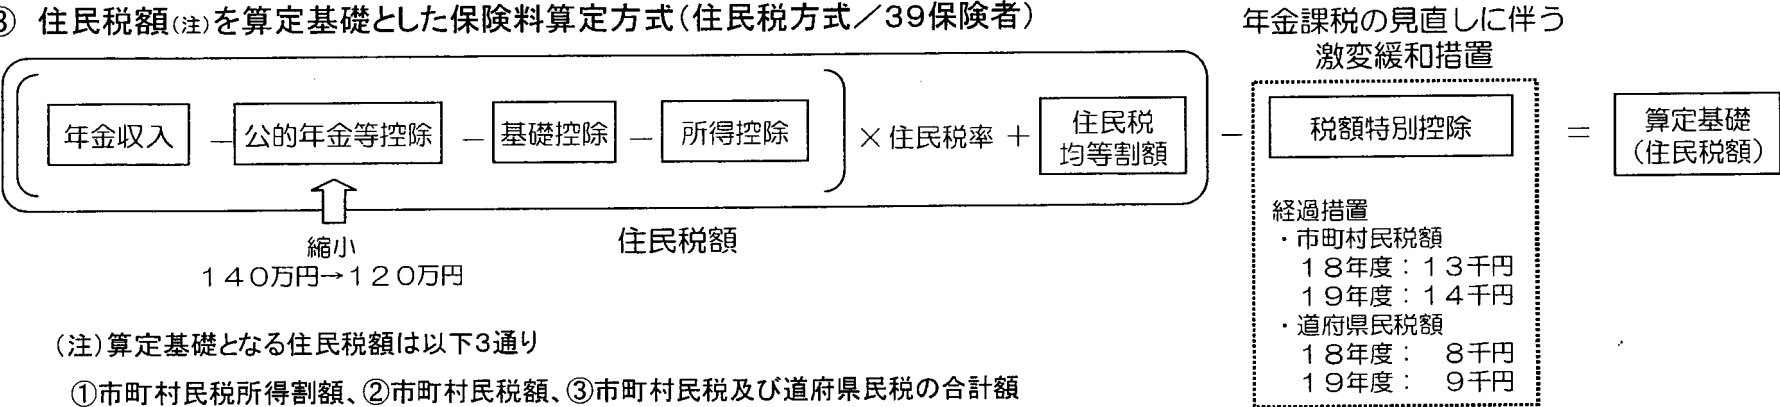 ③ 住民税額(注)を算定基礎とした保険料算定方式(住民税方式／３９保険者)
年金課税の見直しに伴う
激変緩和措置
年金収入 － 公的年金等控除 － 基礎控除 － 所得控除 ×住民税率 ＋ 住民税均等割額 － 税額特別控除 ＝ 算定基礎(住民税額)
縮小
１４０万円→１２０万円
住民税額
経過措置
・市町村民税額
１８年度：１３千円
１９年度：１４千円
・道府県民税額
１８年度：　８千円
１９年度：　９千円
(注)算定基礎となる住民税額は以下3通り
①市町村民税所得割額、②市町村民税額、③市町村民税及び道府県民税の合計額